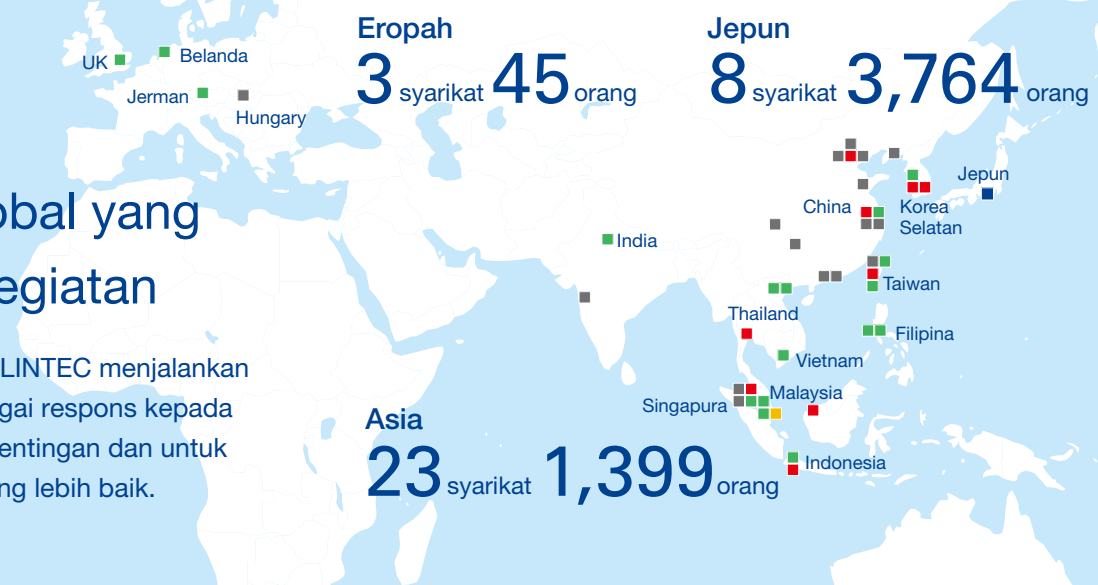 Eropah
3 syarikat 45 orang
Jepun
8 syarikat 3,764 orang
UK
Belanda
Jerman
Hungary
obal yang
egiatan
LINTEC menjalankan
gai respons kepada
entingan dan untuk
ng lebih baik.
India
China
Korea
Selatan
Jepun
Taiwan
Thailand
Filipina
Vietnam
Malaysia
Singapura
Indonesia
Asia
23 syarikat 1,399 orang